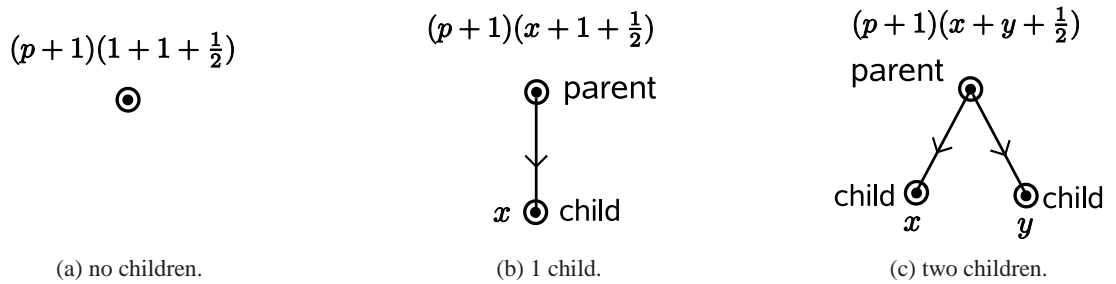 (p + 1)(1 + 1 + 1/2)
(a) no children.
(p + 1)(x + 1 + 1/2)
parent
x child
(b) 1 child.
(p + 1)(x + y + 1/2)
parent
child child
x y
(c) two children.